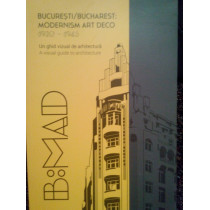 BUCUREȘTI/BUCHAREST:
MODERNISM ART DECO
1920 - 1945
Un ghid vizual de arhitectură
A visual guide to architecture
B:MAD